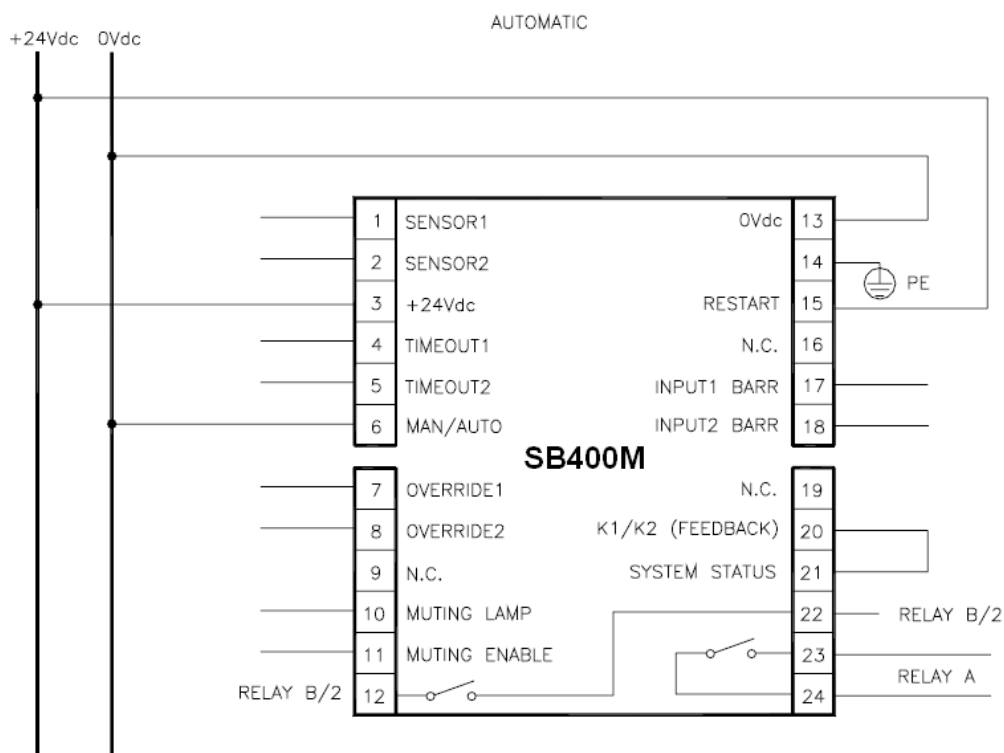 AUTOMATIC
+24Vdc 0Vdc
1 SENSOR1 0Vdc 13
2 SENSOR2 14 PE
3 +24Vdc RESTART 15
4 TIMEOUT1 N.C. 16
5 TIMEOUT2 INPUT1 BARR 17
6 MAN/AUTO INPUT2 BARR 18
SB400M
7 OVERRIDE1 N.C. 19
8 OVERRIDE2 K1/K2 (FEEDBACK) 20
9 N.C. SYSTEM STATUS 21
10 MUTING LAMP 22 RELAY B/2
11 MUTING ENABLE 23
RELAY A
RELAY B/2 12 24